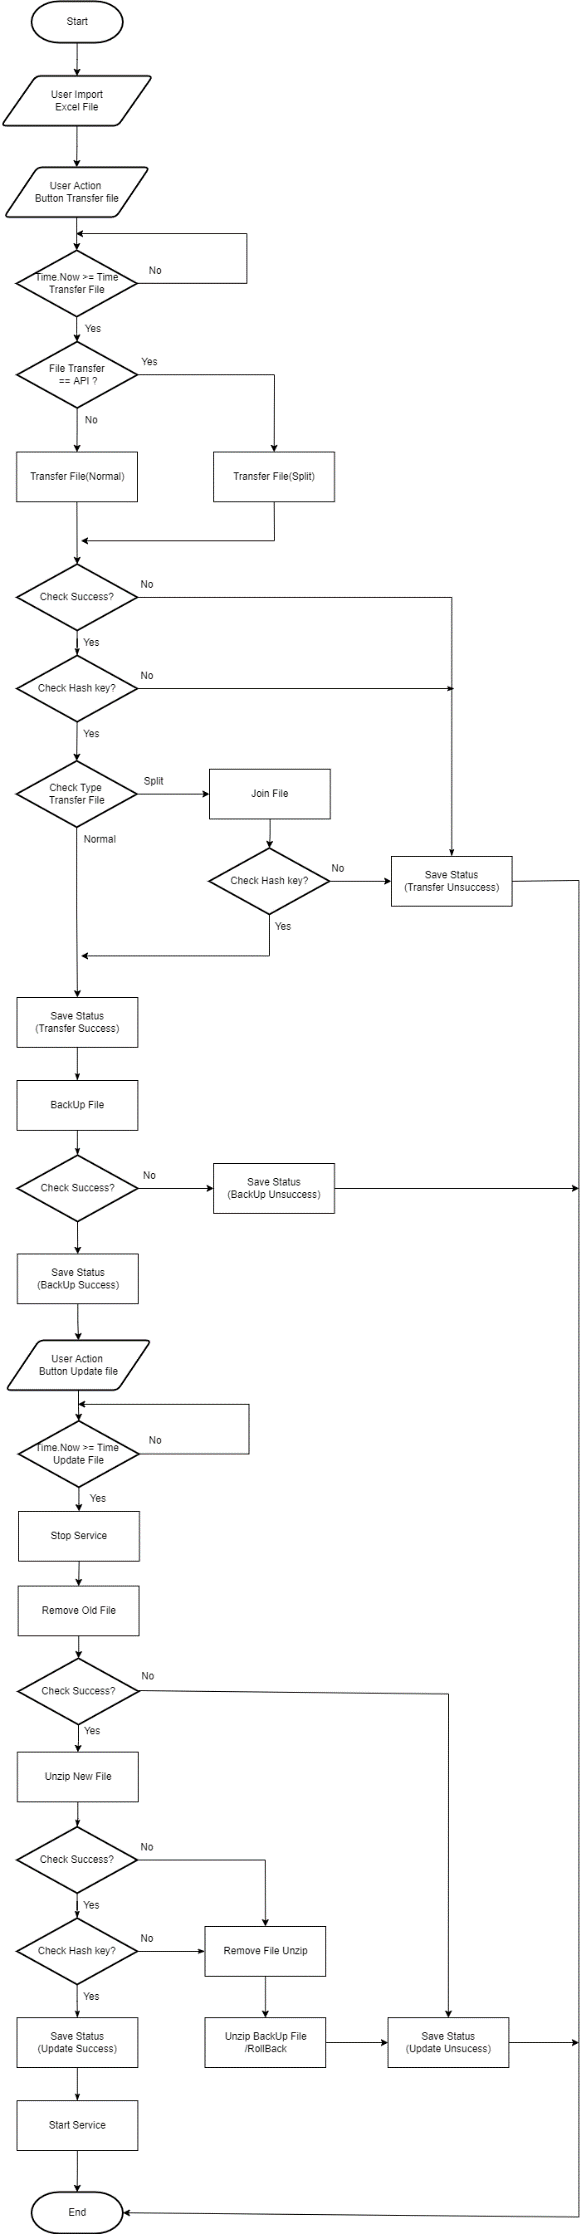 Start
User Import
Excel File
User Action
Button Transfer file
Time.Now >= Time
Transfer File
No
Yes
File Transfer
== API ?
Yes
No
Transfer File(Normal)
Transfer File(Split)
Check Success?
No
Yes
Check Hash key?
No
Yes
Check Type
Transfer File
Split
Join File
Normal
Check Hash key?
No
Save Status
(Transfer Unsuccess)
Yes
Save Status
(Transfer Success)
BackUp File
Check Success?
No
Save Status
(BackUp Unsuccess)
Save Status
(BackUp Success)
User Action
Button Update file
Time.Now >= Time
Update File
No
Yes
Stop Service
Remove Old File
Check Success?
No
Yes
Unzip New File
Check Success?
No
Yes
Check Hash key?
No
Remove File Unzip
Yes
Save Status
(Update Success)
Unzip BackUp File
/RollBack
Save Status
(Update Unsucess)
Start Service
End